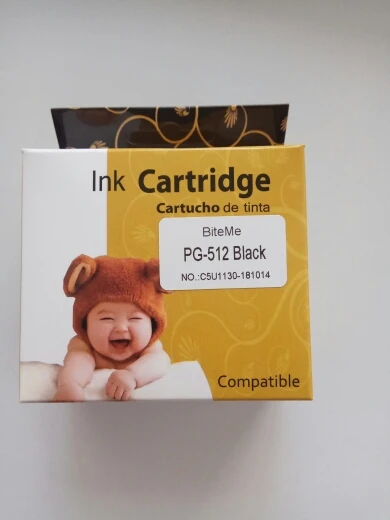 Ink Cartridge
Cartucho de tinta
BiteMe
PG-512 Black
NO.:C5U1130-181014
Compatible